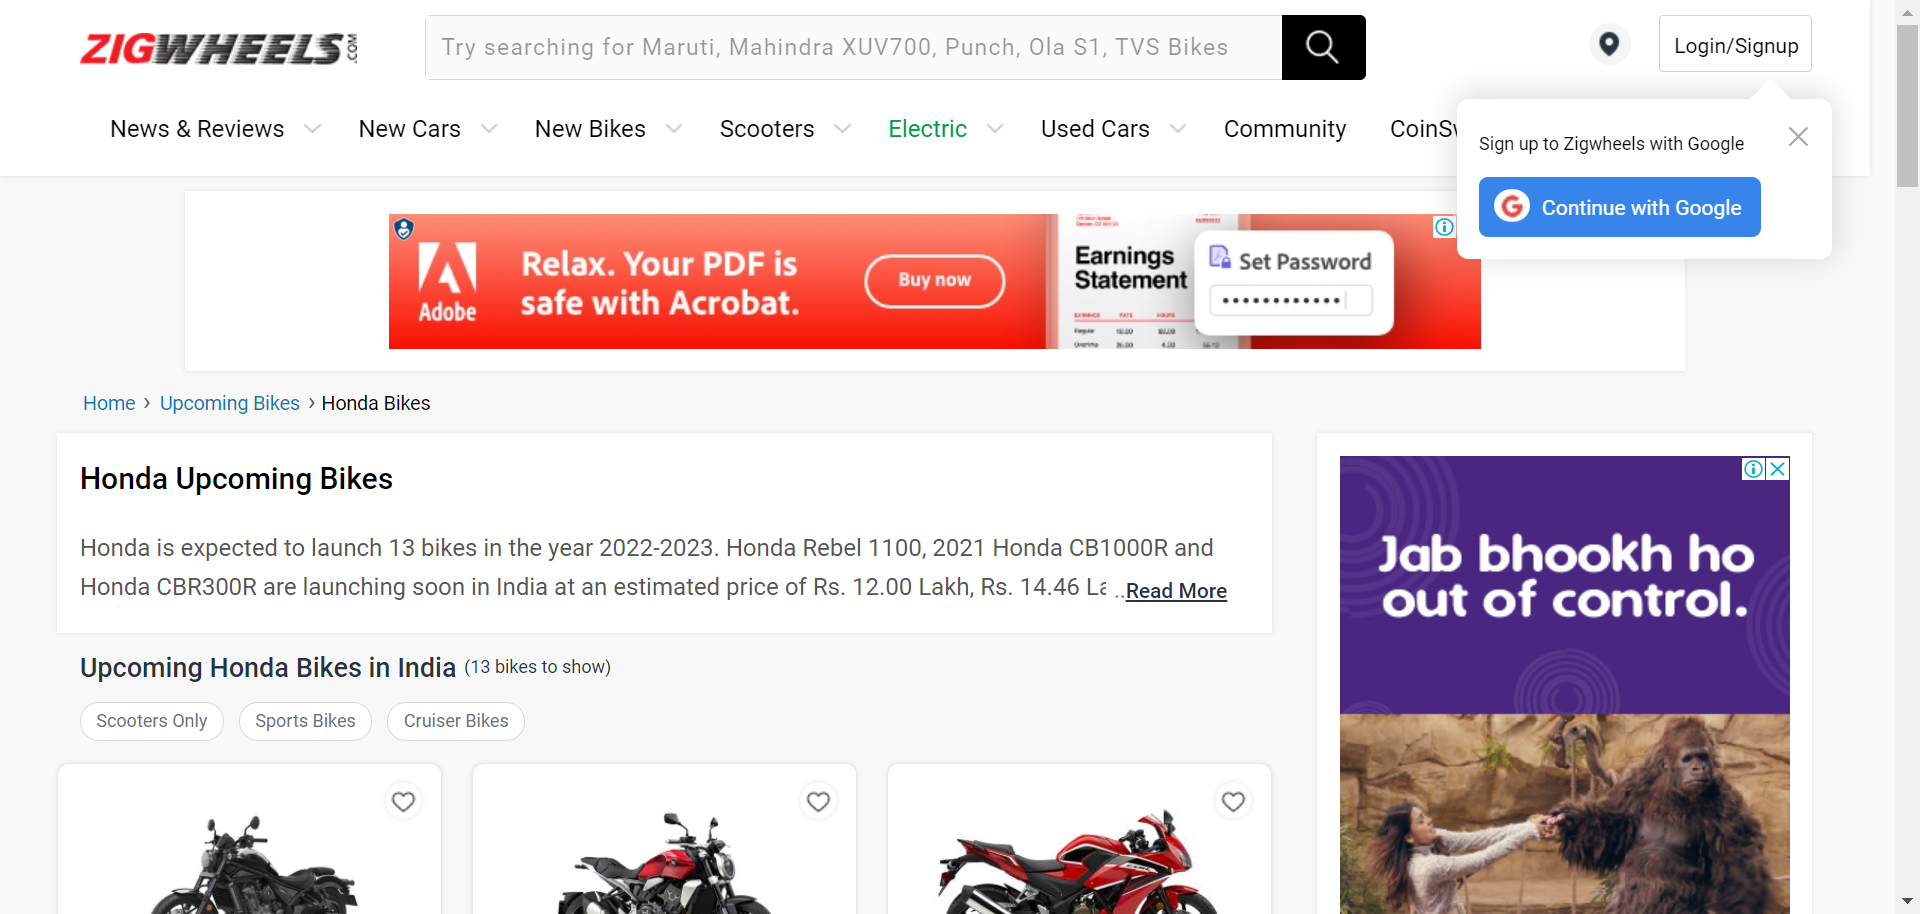 ZIGWHEELS.COM
Try searching for Maruti, Mahindra XUV700, Punch, Ola S1, TVS Bikes
Login/Signup
News & Reviews
New Cars
New Bikes
Scooters
Electric
Used Cars
Community
Sign up to Zigwheels with Google
Continue with Google
Adobe
Relax. Your PDF is
safe with Acrobat.
Buy now
Earnings
Statement
Set Password
Home › Upcoming Bikes › Honda Bikes
Honda Upcoming Bikes
Honda is expected to launch 13 bikes in the year 2022-2023. Honda Rebel 1100, 2021 Honda CB1000R and
Honda CBR300R are launching soon in India at an estimated price of Rs. 12.00 Lakh, Rs. 14.46 La ..Read More
Upcoming Honda Bikes in India (13 bikes to show)
Scooters Only
Sports Bikes
Cruiser Bikes
Jab bhookh ho
out of control.